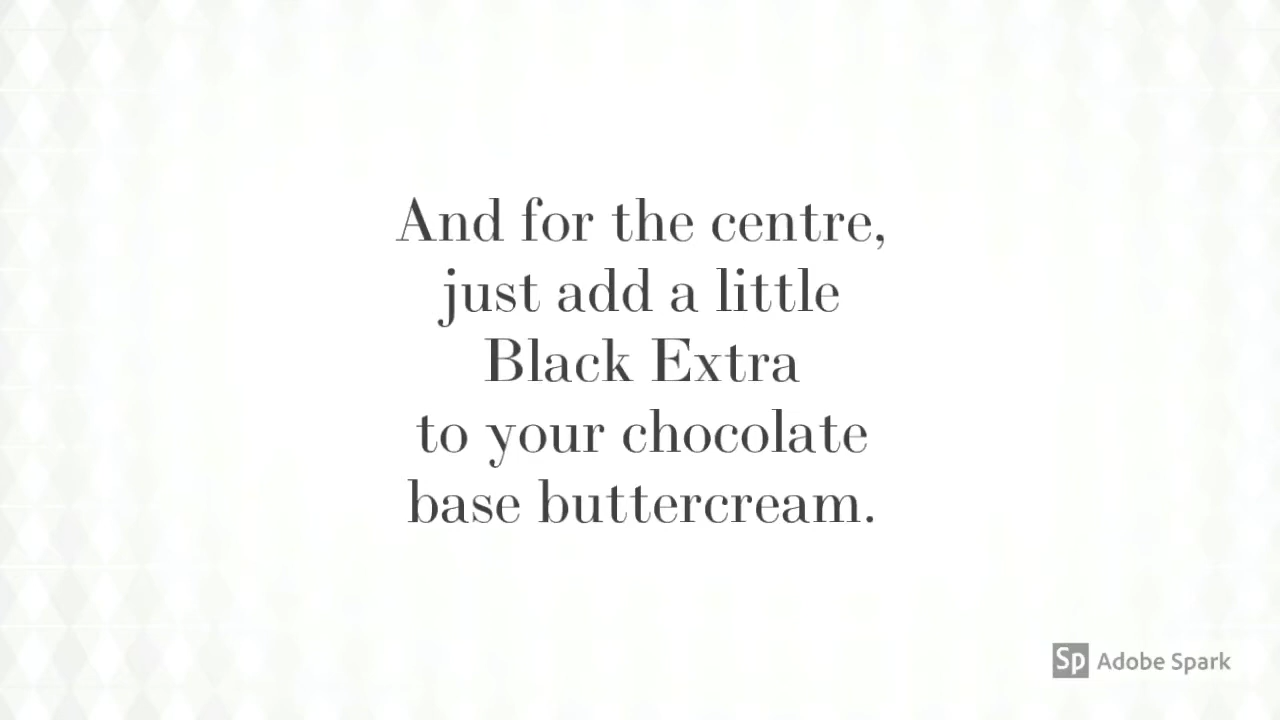 And for the centre,
just add a little
Black Extra
to your chocolate
base buttercream.
Sp Adobe Spark